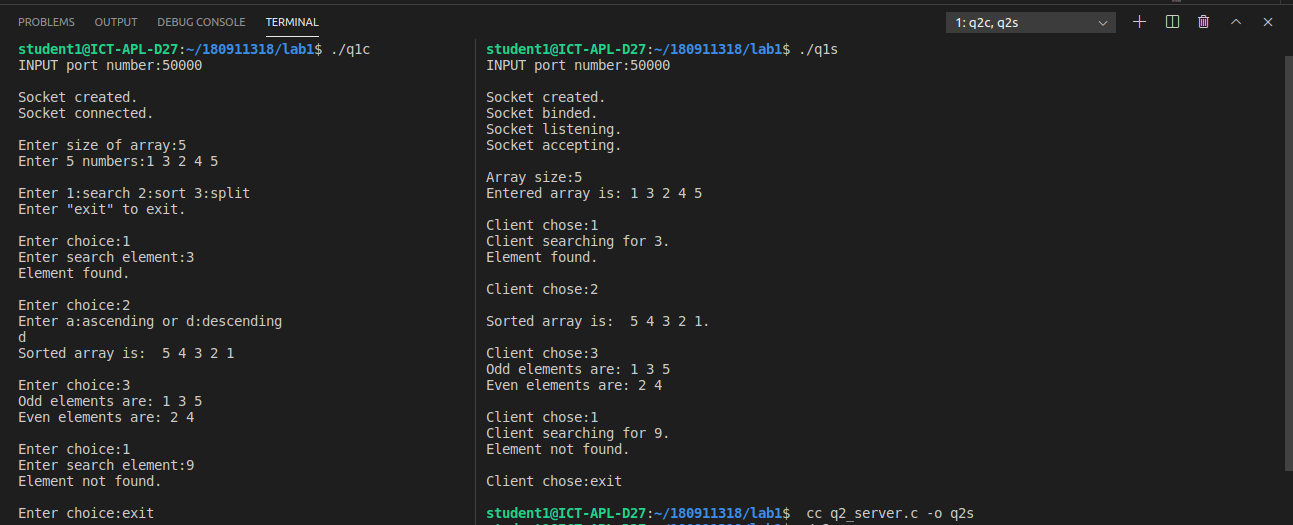 PROBLEMS OUTPUT DEBUG CONSOLE TERMINAL 1: q2c, q2s
student1@ICT-APL-D27:~/180911318/lab1$ ./q1c
INPUT port number:50000
Socket created.
Socket connected.
Enter size of array:5
Enter 5 numbers:1 3 2 4 5
Enter 1:search 2:sort 3:split
Enter "exit" to exit.
Enter choice:1
Enter search element:3
Element found.
Enter choice:2
Enter a:ascending or d:descending
d
Sorted array is:  5 4 3 2 1
Enter choice:3
Odd elements are: 1 3 5
Even elements are: 2 4
Enter choice:1
Enter search element:9
Element not found.
Enter choice:exit
student1@ICT-APL-D27:~/180911318/lab1$ ./q1s
INPUT port number:50000
Socket created.
Socket binded.
Socket listening.
Socket accepting.
Array size:5
Entered array is: 1 3 2 4 5
Client chose:1
Client searching for 3.
Element found.
Client chose:2
Sorted array is:  5 4 3 2 1.
Client chose:3
Odd elements are: 1 3 5
Even elements are: 2 4
Client chose:1
Client searching for 9.
Element not found.
Client chose:exit
student1@ICT-APL-D27:~/180911318/lab1$  cc q2_server.c -o q2s